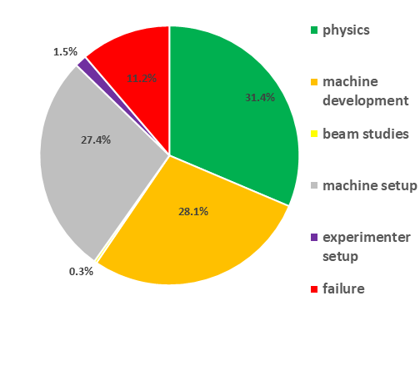 1.5%
11.2%
31.4%
27.4%
28.1%
0.3%
physics
machine
development
beam studies
machine setup
experimenter
setup
failure